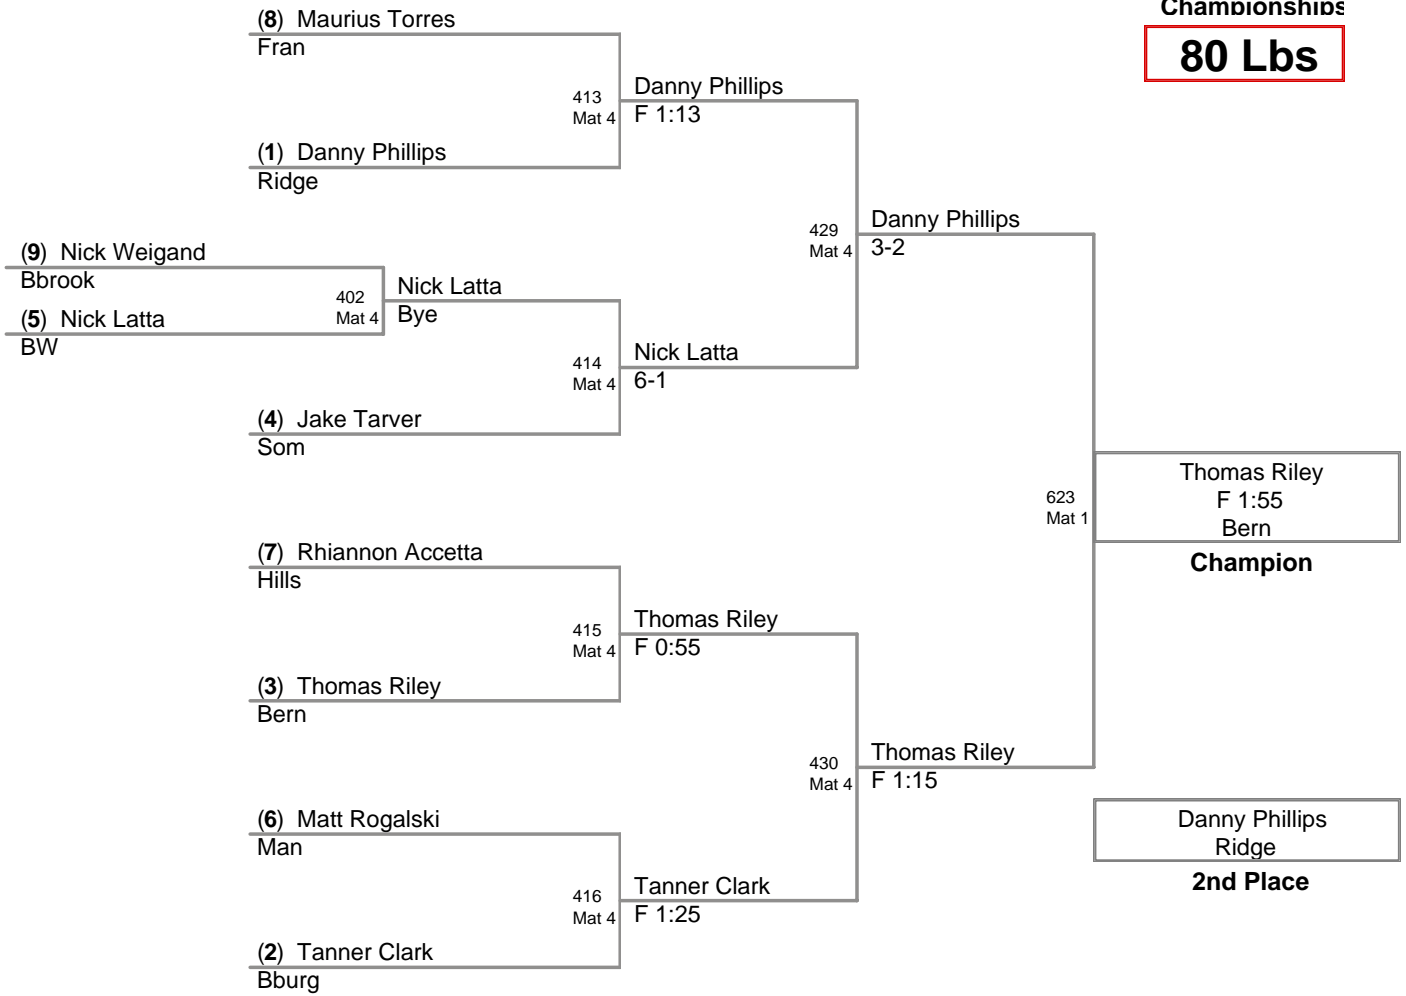 Championships
80 Lbs
(8) Maurius Torres
Fran
413
Mat 4
Danny Phillips
F 1:13
(1) Danny Phillips
Ridge
429
Mat 4
Danny Phillips
3-2
(9) Nick Weigand
Bbrook
402
Mat 4
Nick Latta
Bye
(5) Nick Latta
BW
414
Mat 4
Nick Latta
6-1
(4) Jake Tarver
Som
623
Mat 1
Thomas Riley
F 1:55
Bern
Champion
(7) Rhiannon Accetta
Hills
415
Mat 4
Thomas Riley
F 0:55
(3) Thomas Riley
Bern
430
Mat 4
Thomas Riley
F 1:15
(6) Matt Rogalski
Man
Danny Phillips
Ridge
2nd Place
416
Mat 4
Tanner Clark
F 1:25
(2) Tanner Clark
Bburg